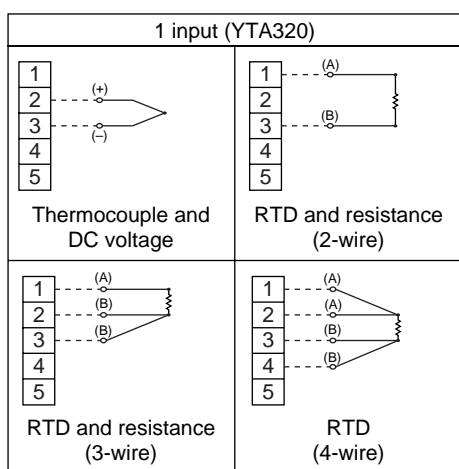 1 input (YTA320)
1
2
3
4
5
(+)
(–)
Thermocouple and
DC voltage
1
2
3
4
5
(A)
(B)
RTD and resistance
(2-wire)
1
2
3
4
5
(A)
(B)
(B)
RTD and resistance
(3-wire)
1
2
3
4
5
(A)
(A)
(B)
(B)
RTD
(4-wire)